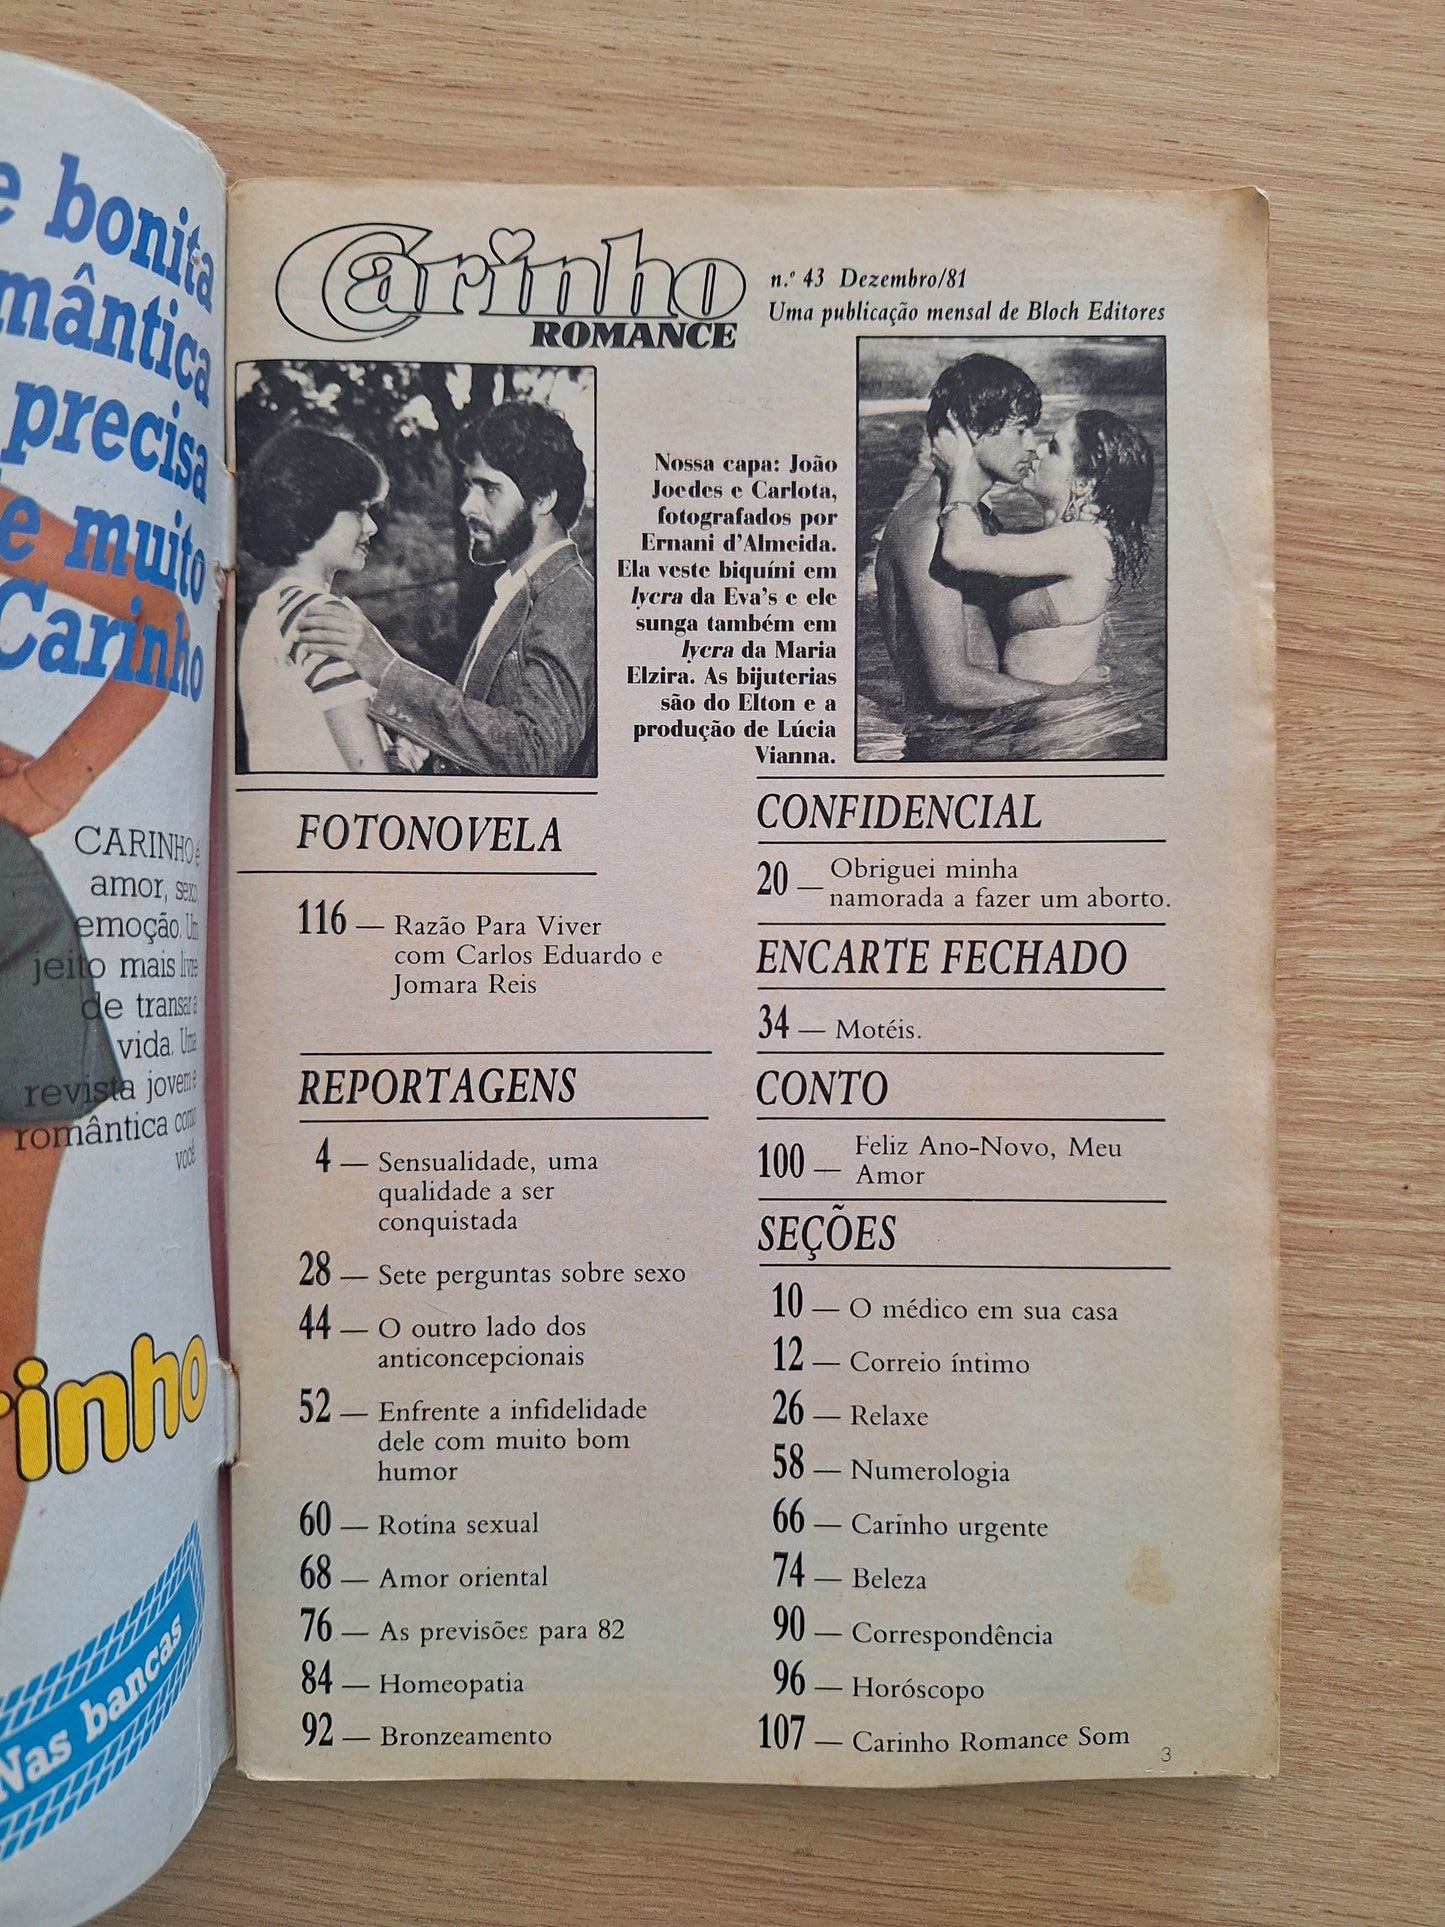 e bonita
mântica
precisa
e muito
Carinho
CARINHO é
amor, sexo,
emoção. Um
jeito mais livre
de transar a
vida. Uma
revista jovem e
romântica como
você.
rinho
Nas bancas
Carinho
ROMANCE
n.º 43 Dezembro/81
Uma publicação mensal de Bloch Editores
Nossa capa: João
Joedes e Carlota,
fotografados por
Ernani d'Almeida.
Ela veste biquíni em
lycra da Eva's e ele
sunga também em
lycra da Maria
Elzira. As bijuterias
são do Elton e a
produção de Lúcia
Vianna.
FOTONOVELA
116 — Razão Para Viver
com Carlos Eduardo e
Jomara Reis
REPORTAGENS
4 — Sensualidade, uma
qualidade a ser
conquistada
28 — Sete perguntas sobre sexo
44 — O outro lado dos
anticoncepcionais
52 — Enfrente a infidelidade
dele com muito bom
humor
60 — Rotina sexual
68 — Amor oriental
76 — As previsões para 82
84 — Homeopatia
92 — Bronzeamento
CONFIDENCIAL
20 — Obriguei minha
namorada a fazer um aborto.
ENCARTE FECHADO
34 — Motéis.
CONTO
100 — Feliz Ano-Novo, Meu
Amor
SEÇÕES
10 — O médico em sua casa
12 — Correio íntimo
26 — Relaxe
58 — Numerologia
66 — Carinho urgente
74 — Beleza
90 — Correspondência
96 — Horóscopo
107 — Carinho Romance Som
3